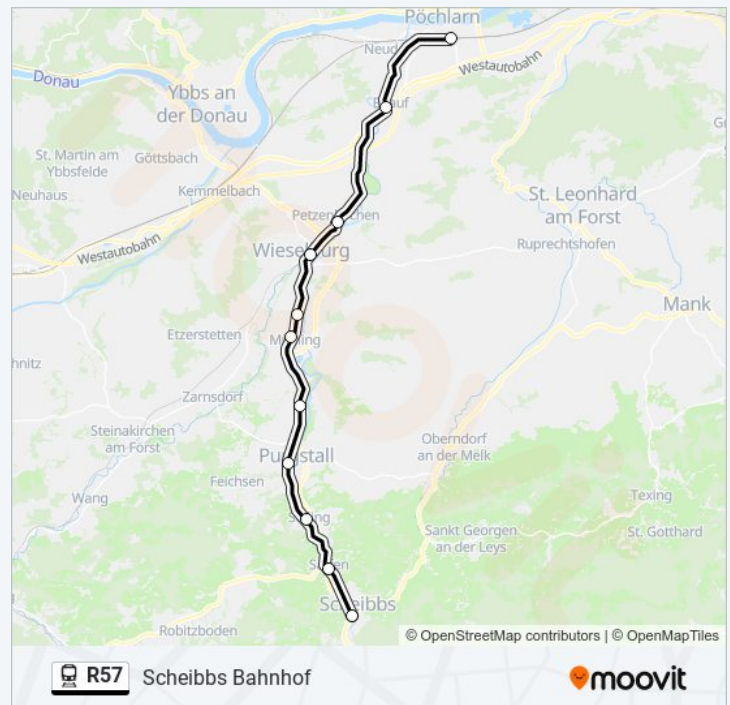 Pöchlarn
Westautobahn
Donau
Ybbs an
der Donau
St. Martin am
Ybbsfelde
Göttsbach
Neuhaus
Kemmelbach
St. Leonhard
am Forst
Ruprechtshofen
Westautobahn
Wieselburg
Mank
Etzerstetten
Zarnsdorf
Steinakirchen
am Forst
Oberndorf
an der Melk
Purgstall
Feichsen
Wang
Texing
Sankt Georgen
an der Leys
St. Gotthard
Scheibbs
Robitzboden
© OpenStreetMap contributors | © OpenMapTiles
R57 Scheibbs Bahnhof
moovit